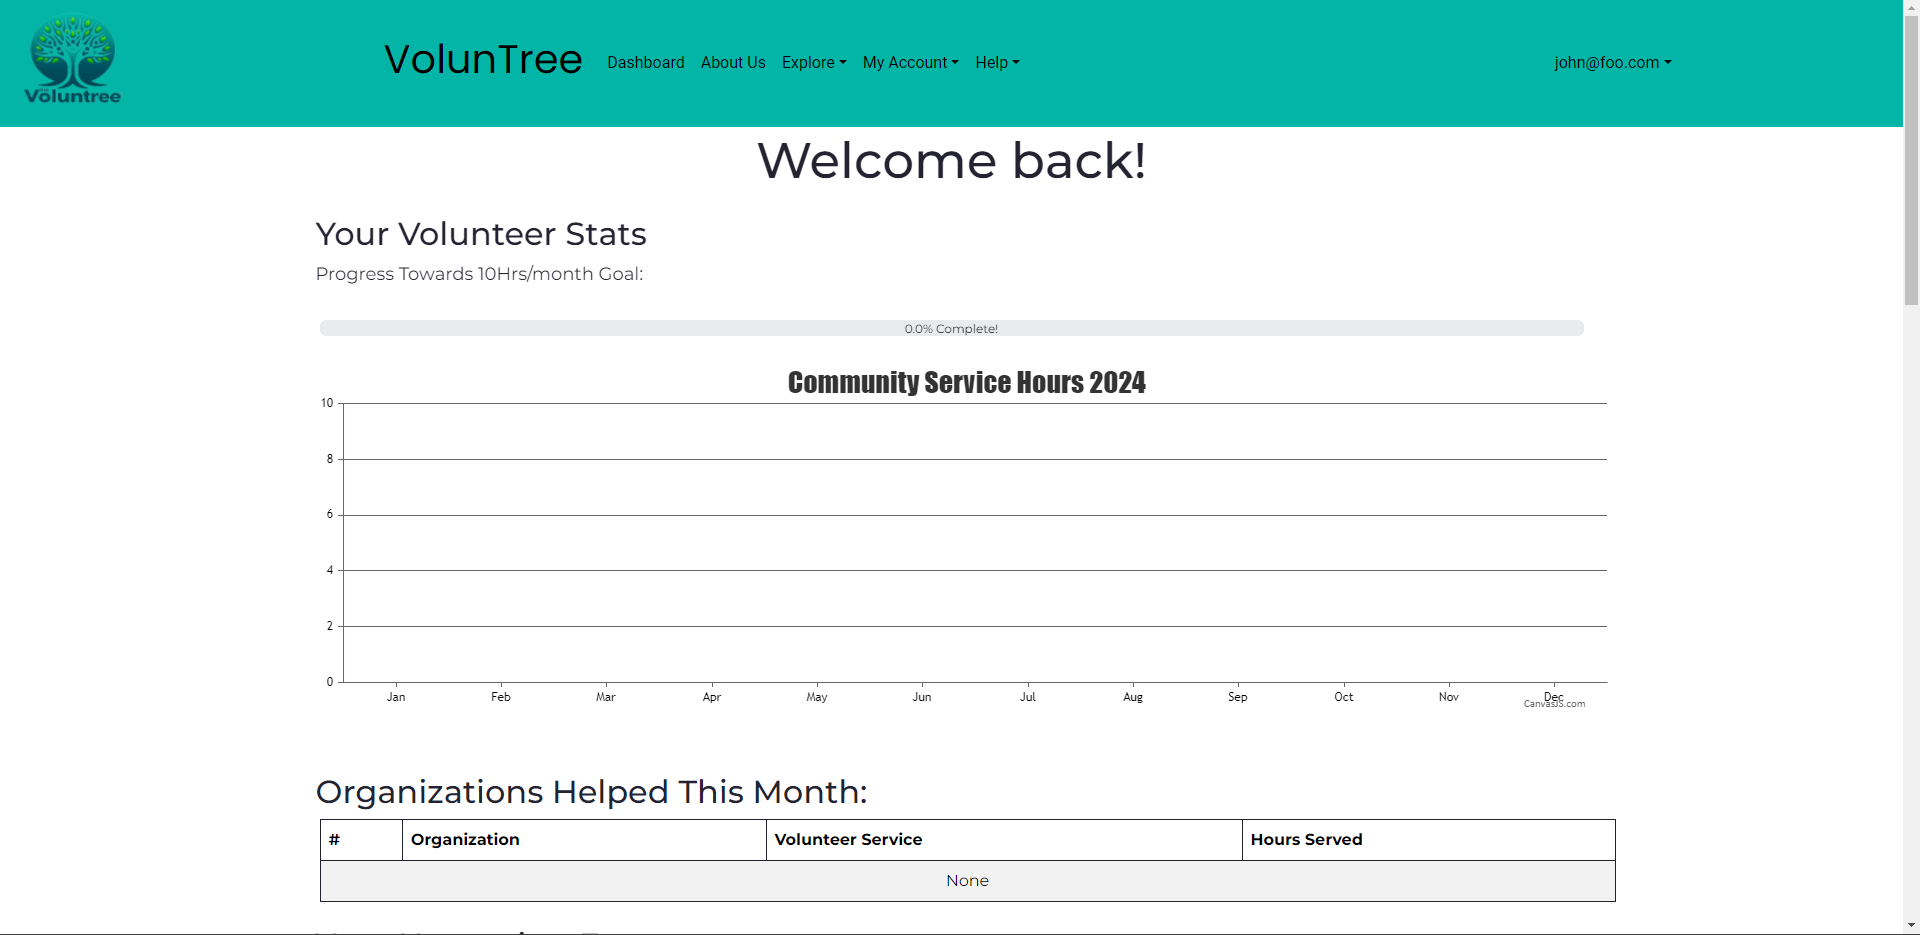 Voluntree
VolunTree Dashboard About Us Explore My Account Help john@foo.com
Welcome back!
Your Volunteer Stats
Progress Towards 10Hrs/month Goal:
0.0% Complete!
Community Service Hours 2024
10
8
6
4
2
0
Jan Feb Mar Apr May Jun Jul Aug Sep Oct Nov Dec
CanvasJS.com
Organizations Helped This Month:
# Organization Volunteer Service Hours Served
None